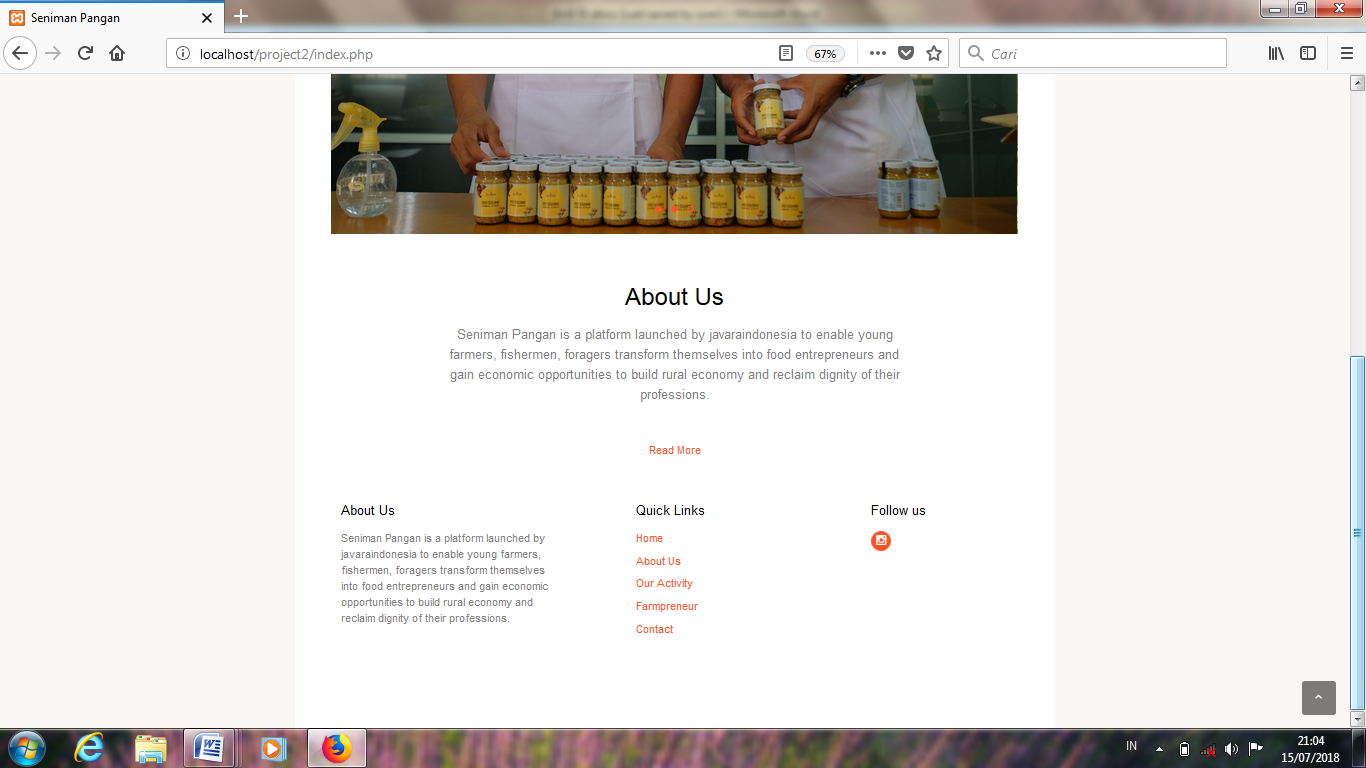 Seniman Pangan
localhost/project2/index.php
67%
Cari
About Us
Seniman Pangan is a platform launched by javaraindonesia to enable young
farmers, fishermen, foragers transform themselves into food entrepreneurs and
gain economic opportunities to build rural economy and reclaim dignity of their
professions.
Read More
About Us
Seniman Pangan is a platform launched by
javaraindonesia to enable young farmers,
fishermen, foragers transform themselves
into food entrepreneurs and gain economic
opportunities to build rural economy and
reclaim dignity of their professions.
Quick Links
Home
About Us
Our Activity
Farmpreneur
Contact
Follow us
IN
21:04
15/07/2018